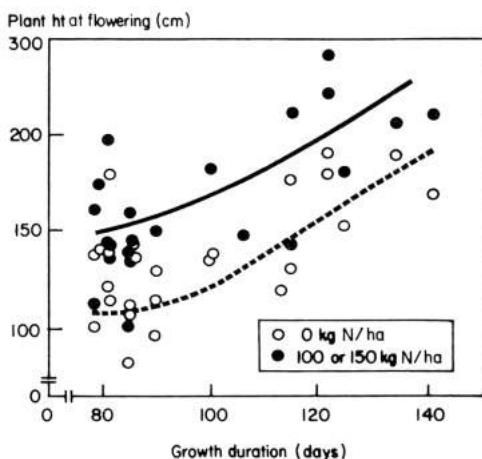 Plant ht at flowering (cm)
300
200
150
100
0
0 kg N/ha
100 or 150 kg N/ha
0 80 100 120 140
Growth duration (days)